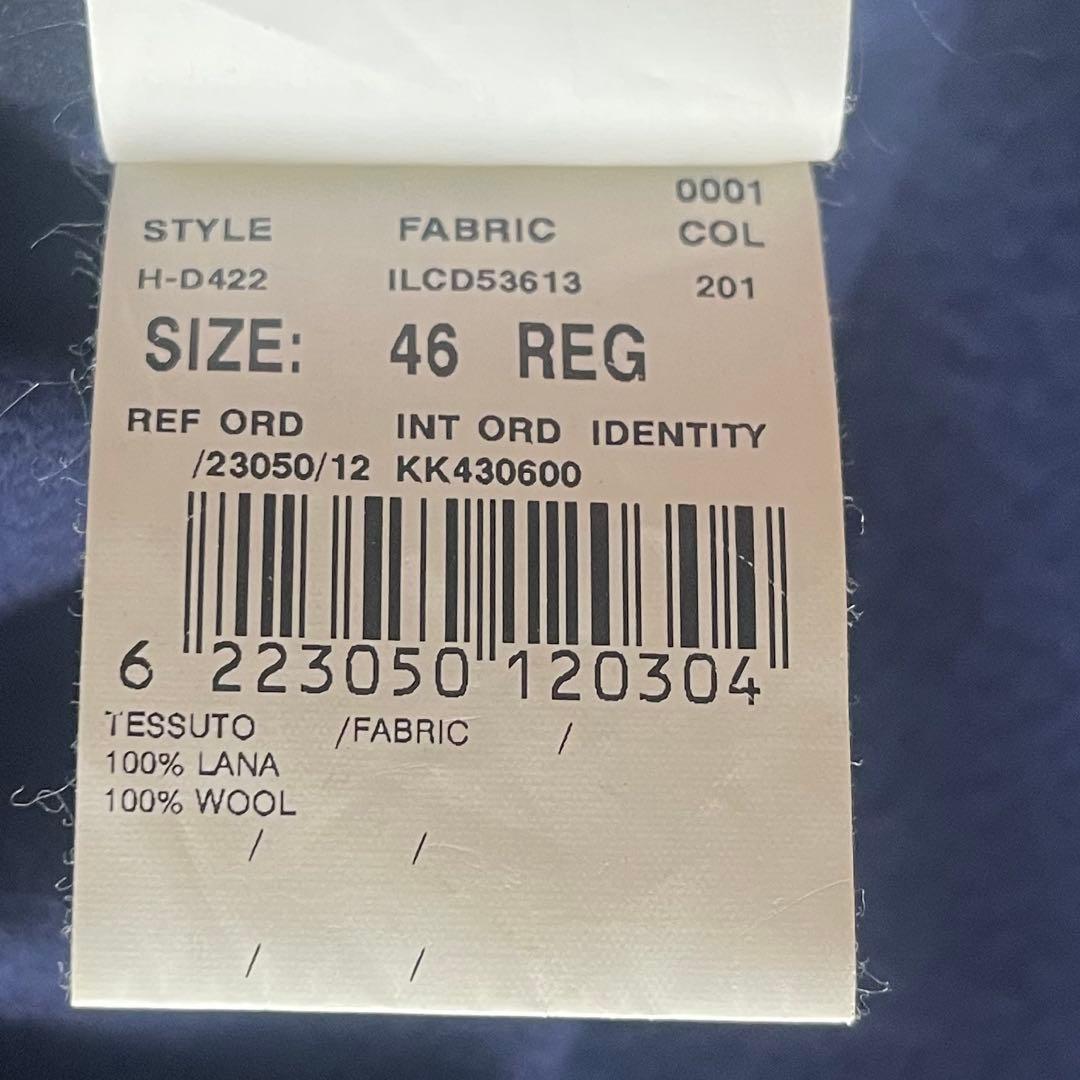 0001
STYLE FABRIC COL
H-D422 ILCD53613 201
SIZE: 46 REG
REF ORD INT ORD IDENTITY
/23050/12 KK430600
6 223050 120304
TESSUTO /FABRIC /
100% LANA
100% WOOL
/ /
/ /